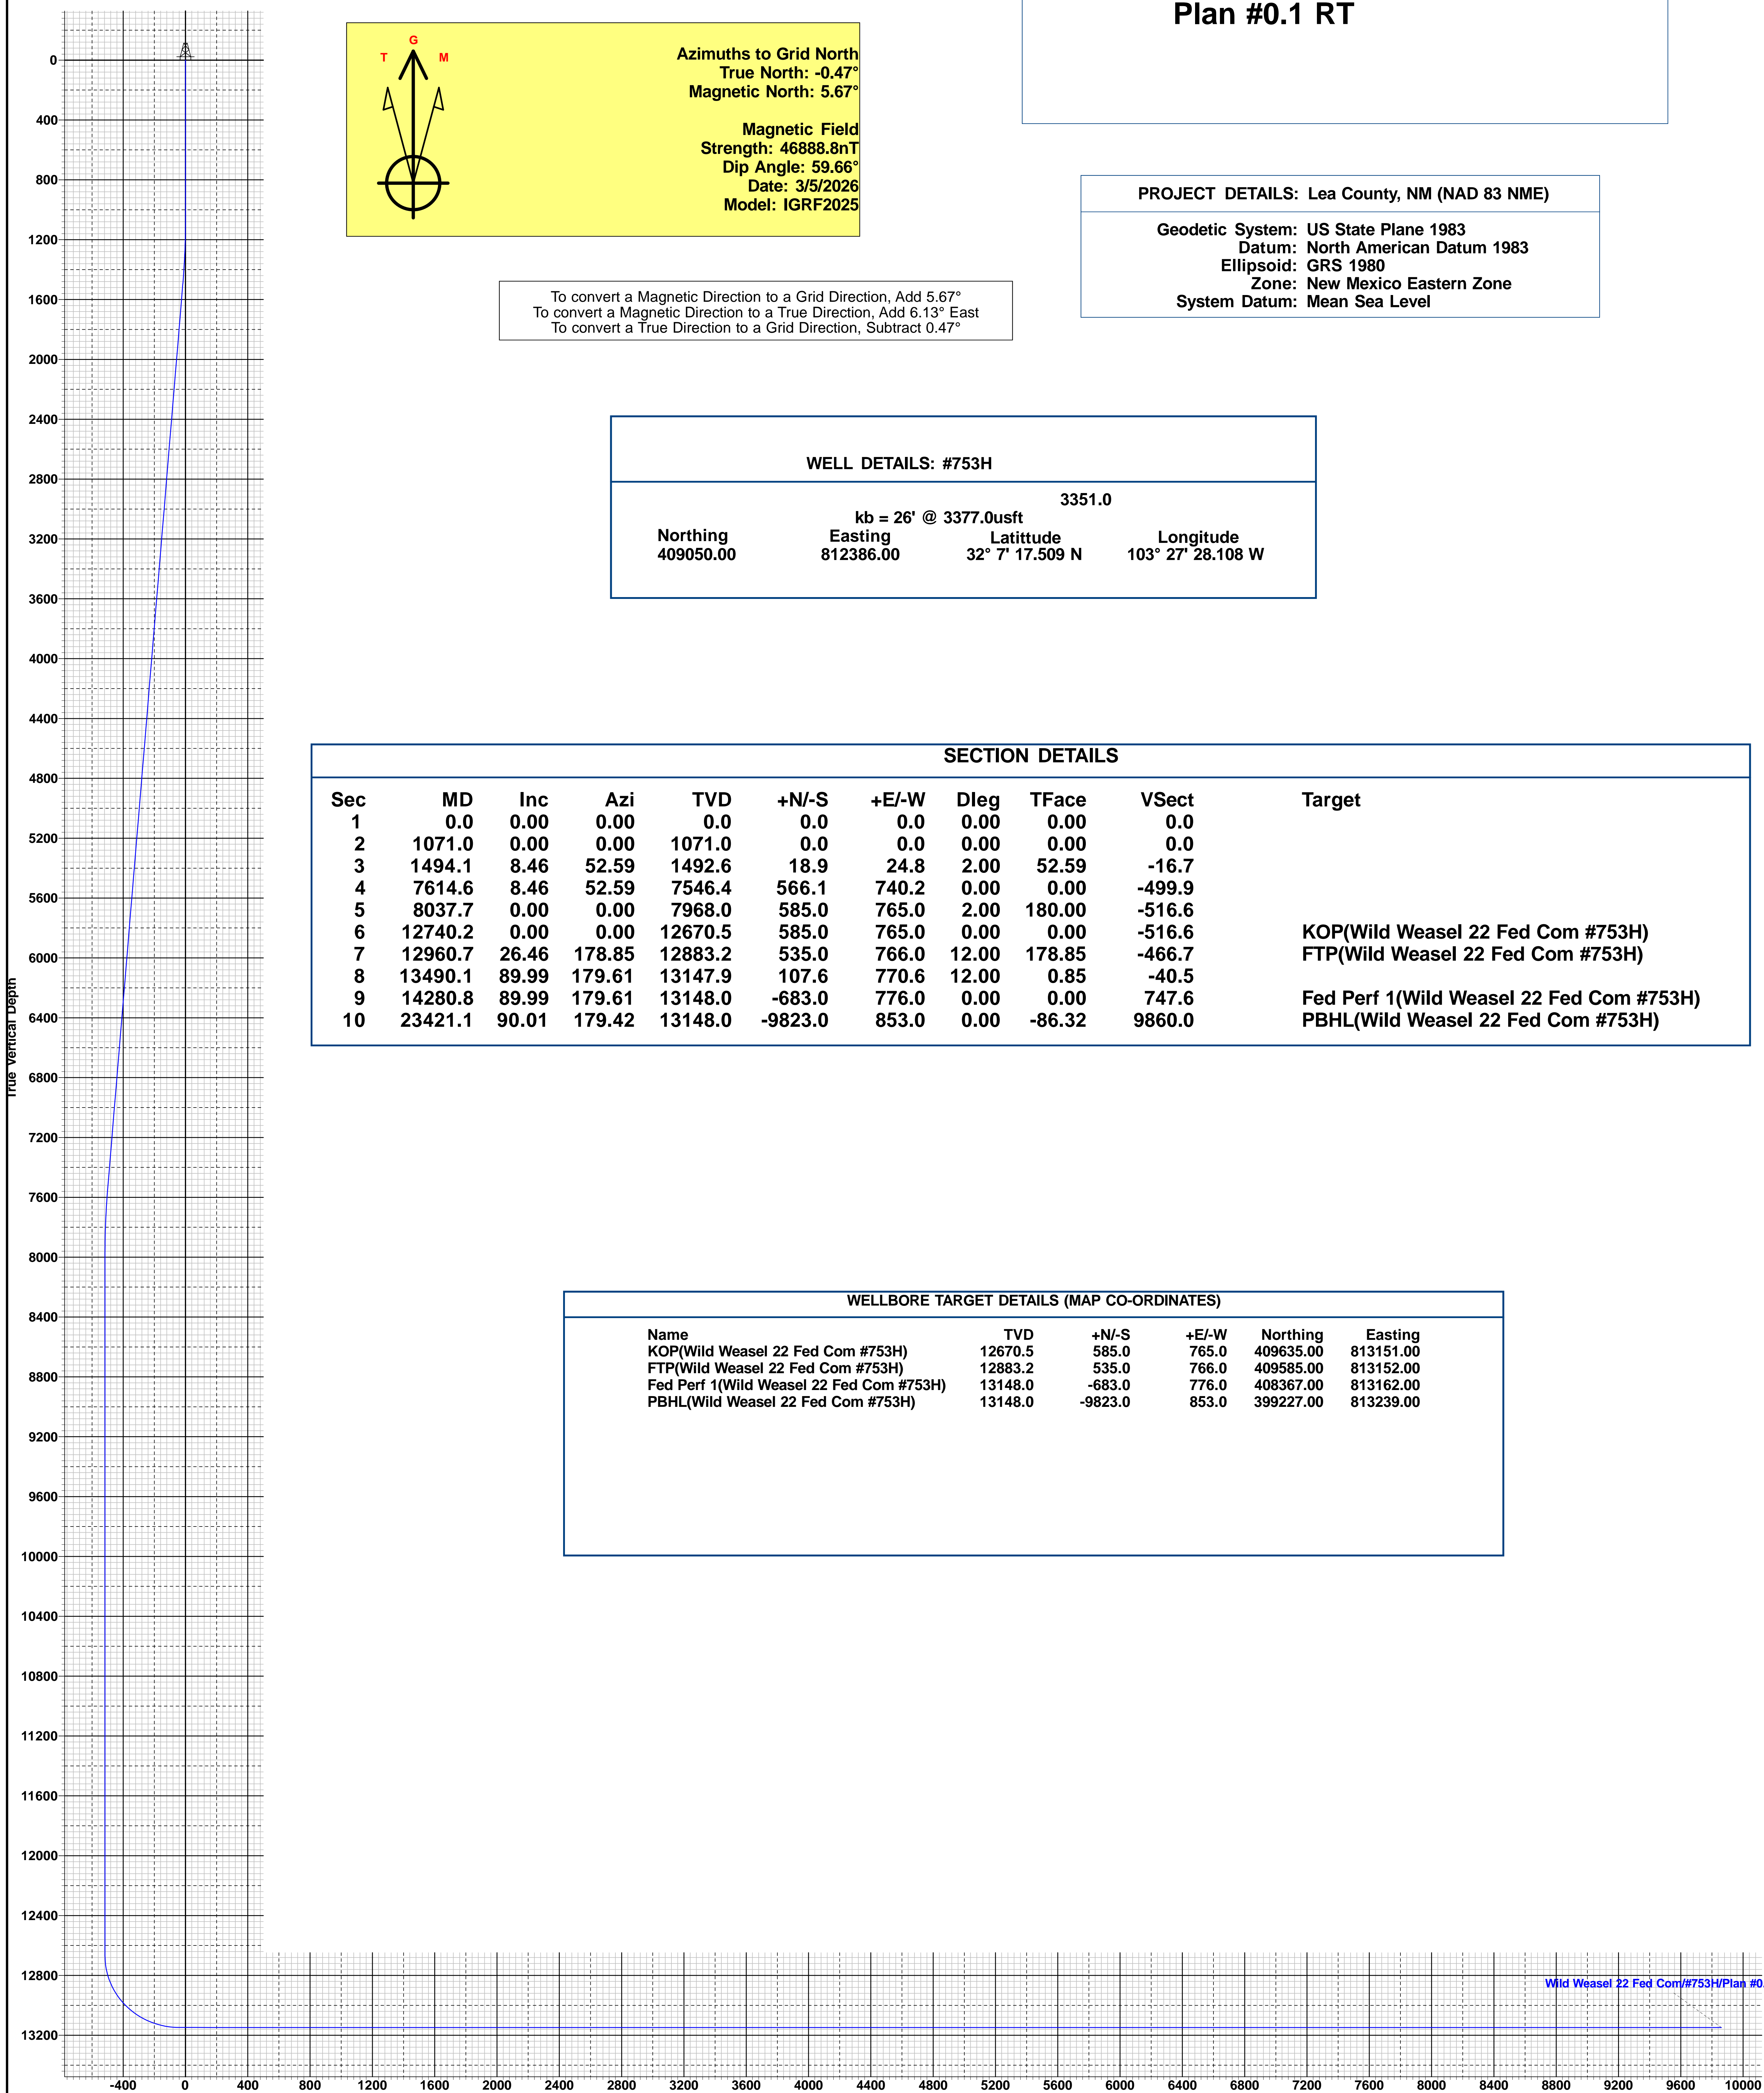 Plan #0.1 RT
G
T M
Azimuths to Grid North
True North: -0.47°
Magnetic North: 5.67°
Magnetic Field
Strength: 46888.8nT
Dip Angle: 59.66°
Date: 3/5/2026
Model: IGRF2025
PROJECT DETAILS: Lea County, NM (NAD 83 NME)
Geodetic System: US State Plane 1983
Datum: North American Datum 1983
Ellipsoid: GRS 1980
Zone: New Mexico Eastern Zone
System Datum: Mean Sea Level
To convert a Magnetic Direction to a Grid Direction, Add 5.67°
To convert a Magnetic Direction to a True Direction, Add 6.13° East
To convert a True Direction to a Grid Direction, Subtract 0.47°
WELL DETAILS: #753H
3351.0
kb = 26' @ 3377.0usft
Northing Easting Latittude Longitude
409050.00 812386.00 32° 7' 17.509 N 103° 27' 28.108 W
SECTION DETAILS
Sec MD Inc Azi TVD +N/-S +E/-W Dleg TFace VSect Target
1 0.0 0.00 0.00 0.0 0.0 0.0 0.00 0.00 0.0
2 1071.0 0.00 0.00 1071.0 0.0 0.0 0.00 0.00 0.0
3 1494.1 8.46 52.59 1492.6 18.9 24.8 2.00 52.59 -16.7
4 7614.6 8.46 52.59 7546.4 566.1 740.2 0.00 0.00 -499.9
5 8037.7 0.00 0.00 7968.0 585.0 765.0 2.00 180.00 -516.6
6 12740.2 0.00 0.00 12670.5 585.0 765.0 0.00 0.00 -516.6 KOP(Wild Weasel 22 Fed Com #753H)
7 12960.7 26.46 178.85 12883.2 535.0 766.0 12.00 178.85 -466.7 FTP(Wild Weasel 22 Fed Com #753H)
8 13490.1 89.99 179.61 13147.9 107.6 770.6 12.00 0.85 -40.5
9 14280.8 89.99 179.61 13148.0 -683.0 776.0 0.00 0.00 747.6 Fed Perf 1(Wild Weasel 22 Fed Com #753H)
10 23421.1 90.01 179.42 13148.0 -9823.0 853.0 0.00 -86.32 9860.0 PBHL(Wild Weasel 22 Fed Com #753H)
WELLBORE TARGET DETAILS (MAP CO-ORDINATES)
Name TVD +N/-S +E/-W Northing Easting
KOP(Wild Weasel 22 Fed Com #753H) 12670.5 585.0 765.0 409635.00 813151.00
FTP(Wild Weasel 22 Fed Com #753H) 12883.2 535.0 766.0 409585.00 813152.00
Fed Perf 1(Wild Weasel 22 Fed Com #753H) 13148.0 -683.0 776.0 408367.00 813162.00
PBHL(Wild Weasel 22 Fed Com #753H) 13148.0 -9823.0 853.0 399227.00 813239.00
True Vertical Depth
0
400
800
1200
1600
2000
2400
2800
3200
3600
4000
4400
4800
5200
5600
6000
6400
6800
7200
7600
8000
8400
8800
9200
9600
10000
10400
10800
11200
11600
12000
12400
12800
13200
Wild Weasel 22 Fed Com/#753H/Plan #0
-400 0 400 800 1200 1600 2000 2400 2800 3200 3600 4000 4400 4800 5200 5600 6000 6400 6800 7200 7600 8000 8400 8800 9200 9600 10000